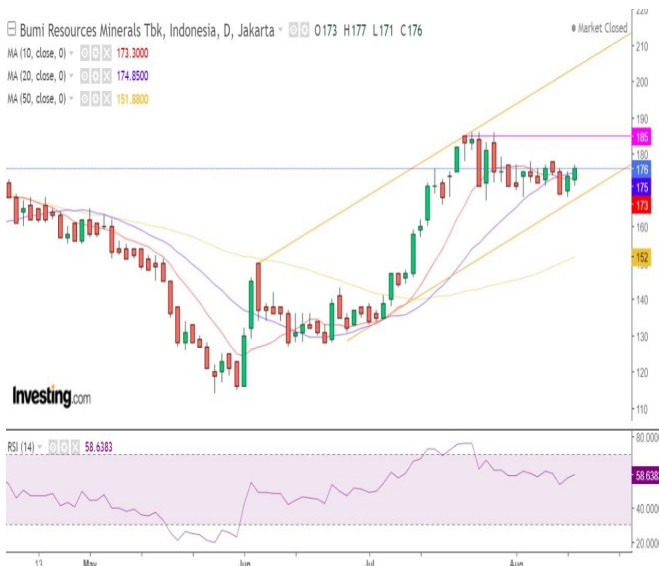 Bumi Resources Minerals Tbk, Indonesia, D, Jakarta O173 H177 L171 C176
Market Closed
MA (10, close, 0) 173.3000
MA (20, close, 0) 174.8500
MA (50, close, 0) 151.8800
220
210
200
190
185
176
175
173
160
152
140
130
120
110
Investing.com
RSI (14) 58.6383
80.0000
58.6383
40.0000
20.0000
13 May Jun Jul Aug